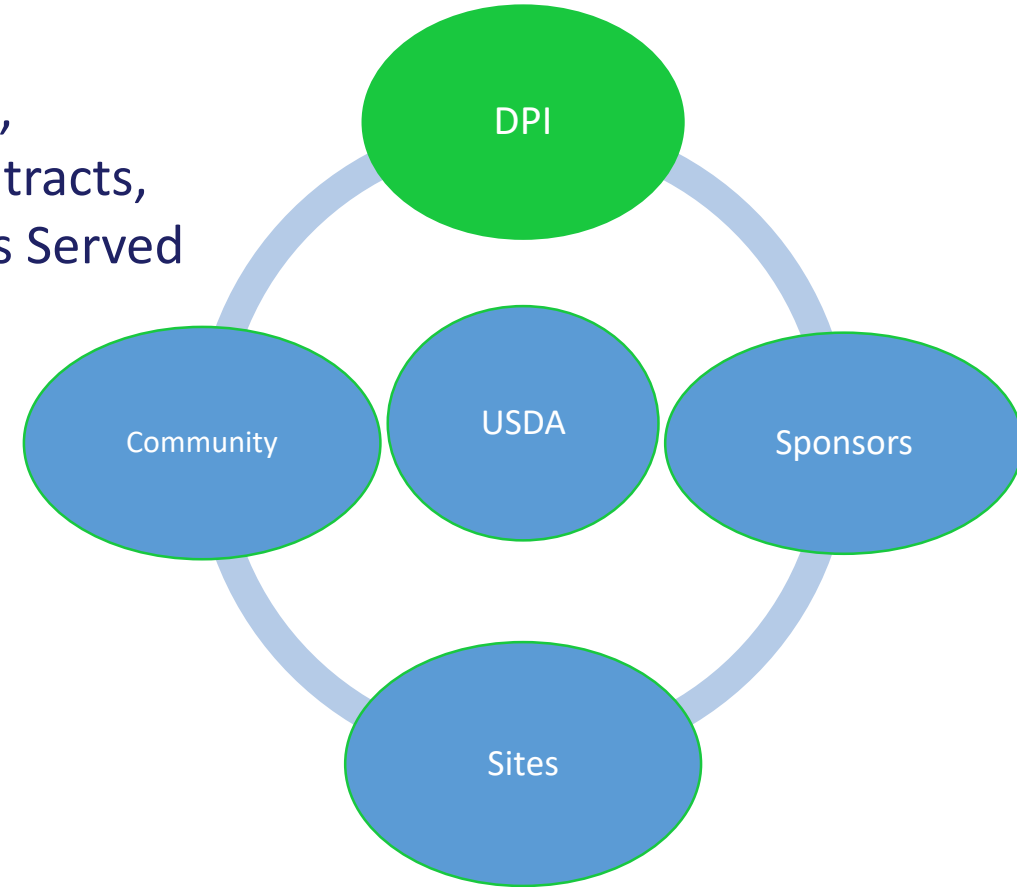 DPI
,
tracts,
s Served
USDA
Community
Sponsors
Sites